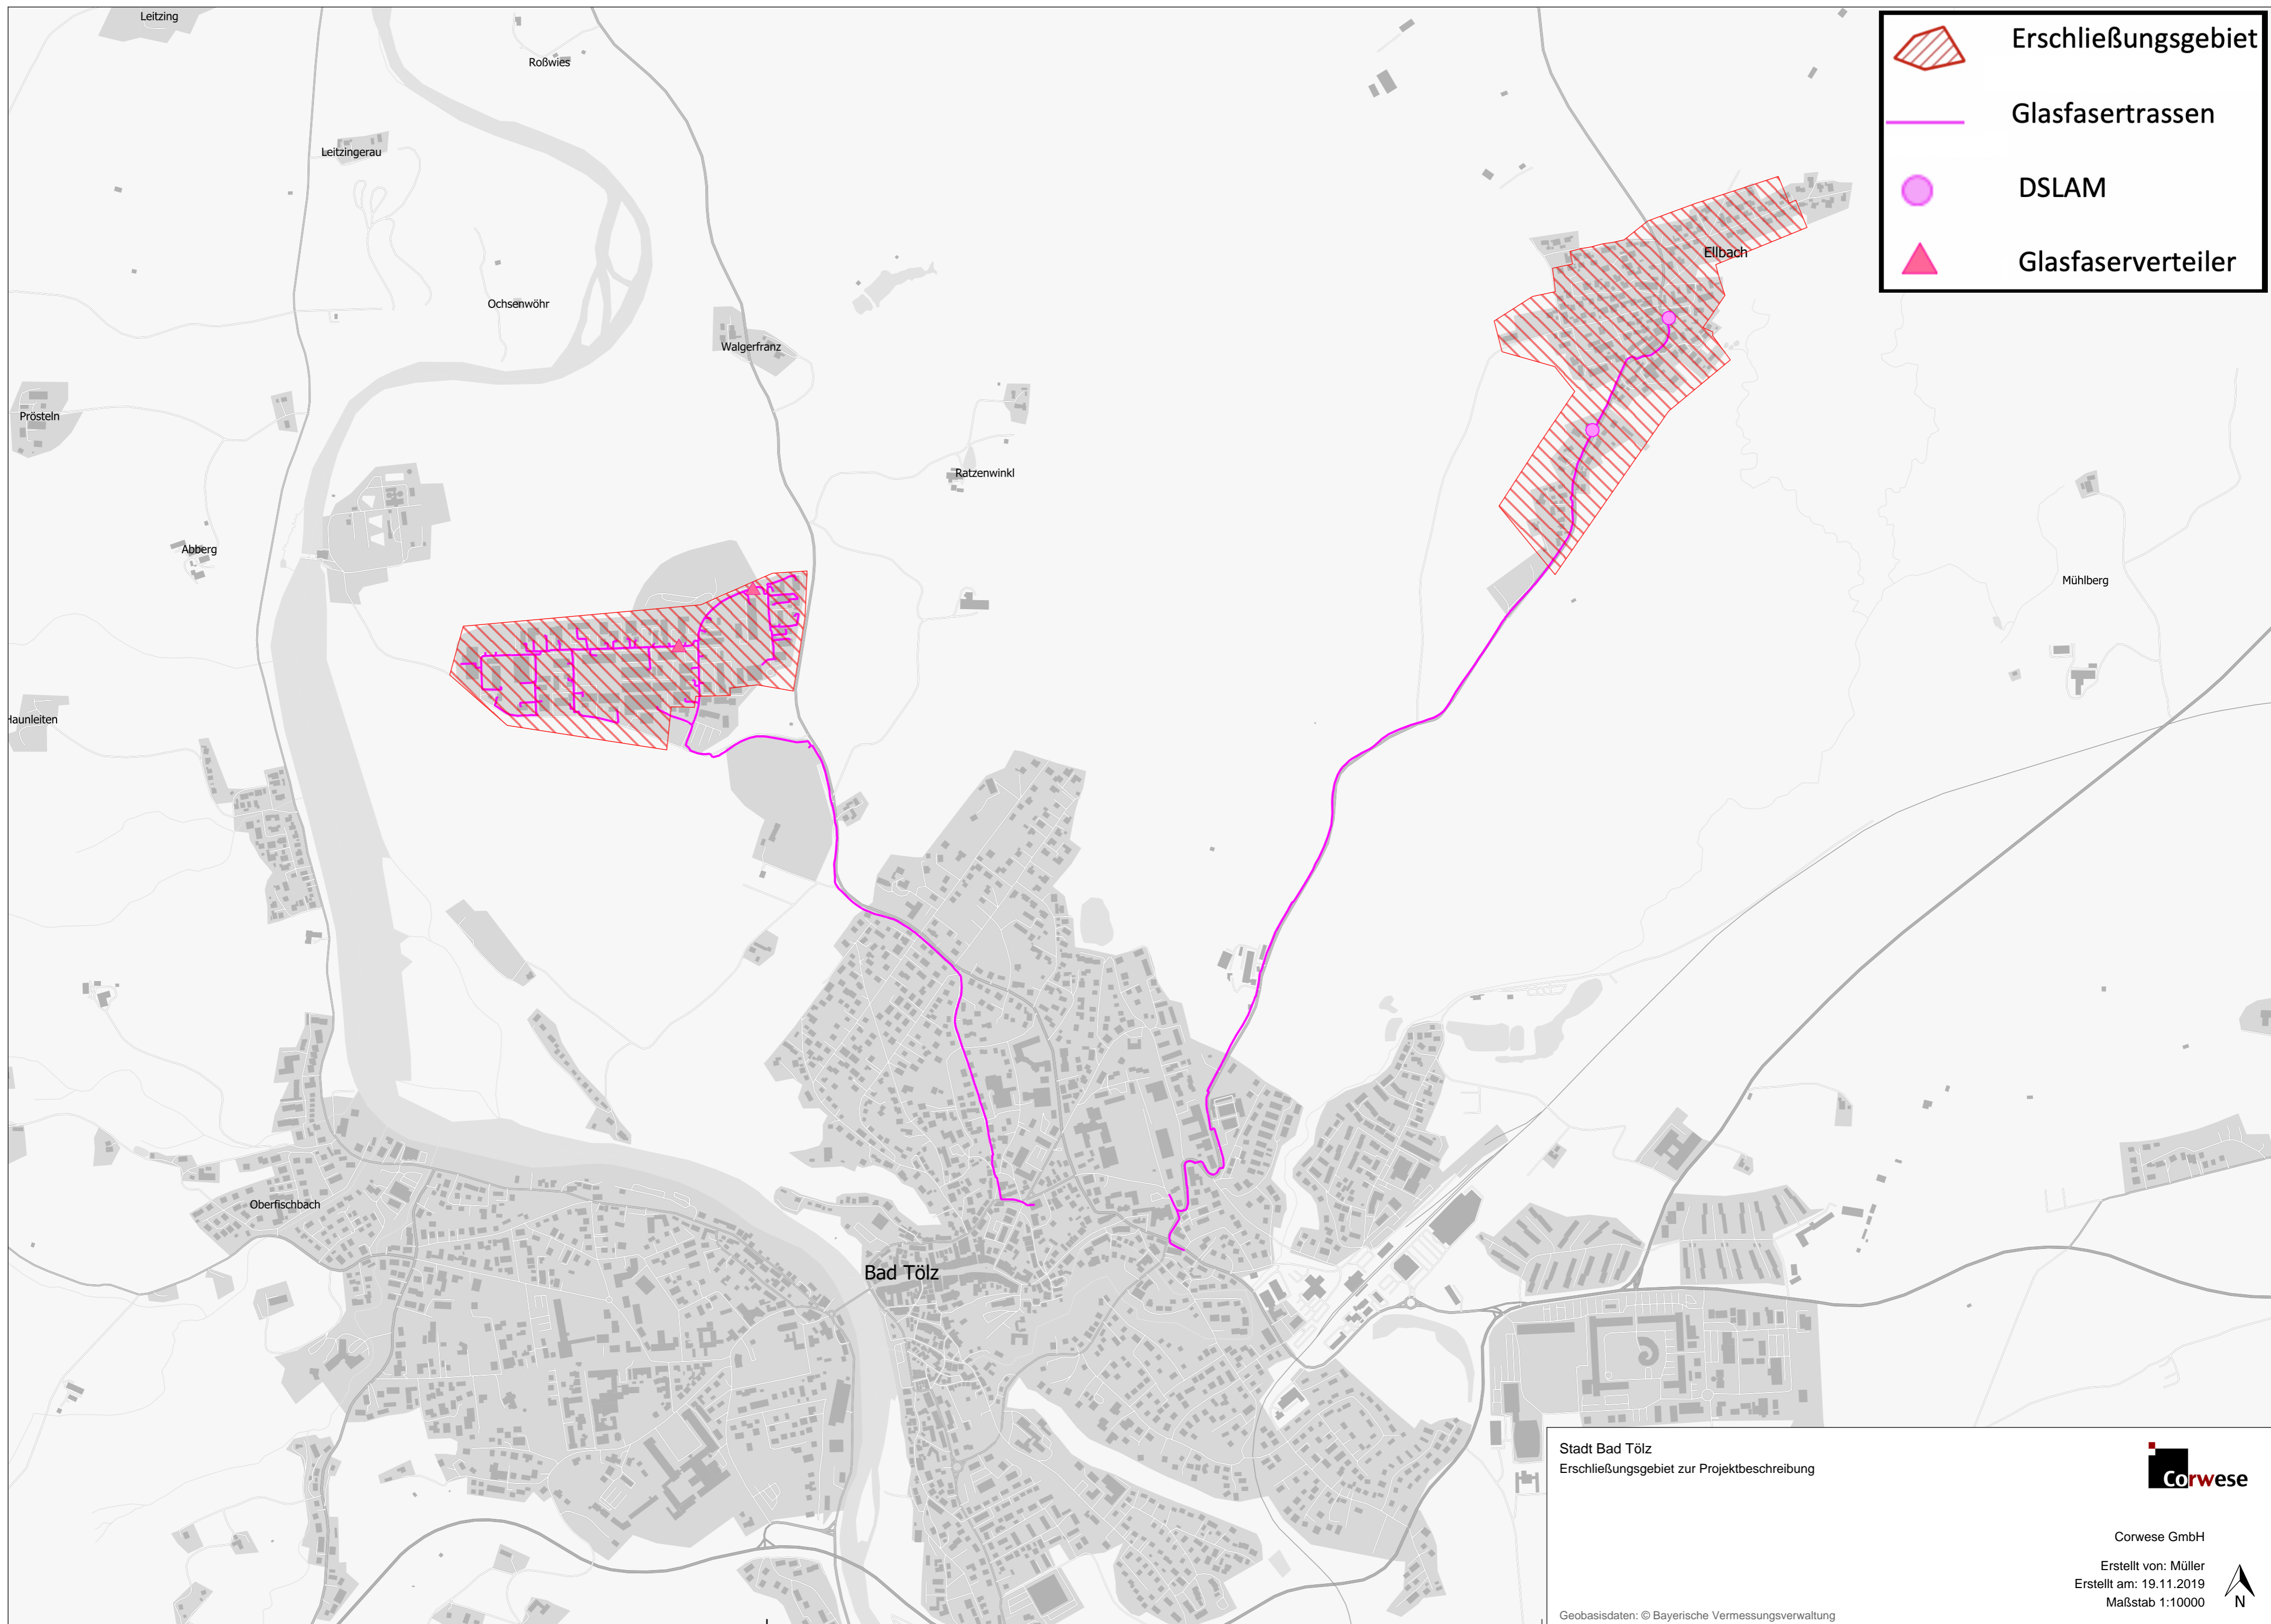 Leitzing
Roßwies
Leitzingerau
Ochsenwöhr
Walgerfranz
Prösteln
Ratzenwinkl
Abberg
Haunleiten
Ellbach
Mühlberg
Oberfischbach
Bad Tölz
Erschließungsgebiet
Glasfasertrassen
DSLAM
Glasfaserverteiler
Stadt Bad Tölz
Erschließungsgebiet zur Projektbeschreibung
Corwese
Corwese GmbH
Erstellt von: Müller
Erstellt am: 19.11.2019
Maßstab 1:10000
N
Geobasisdaten: © Bayerische Vermessungsverwaltung